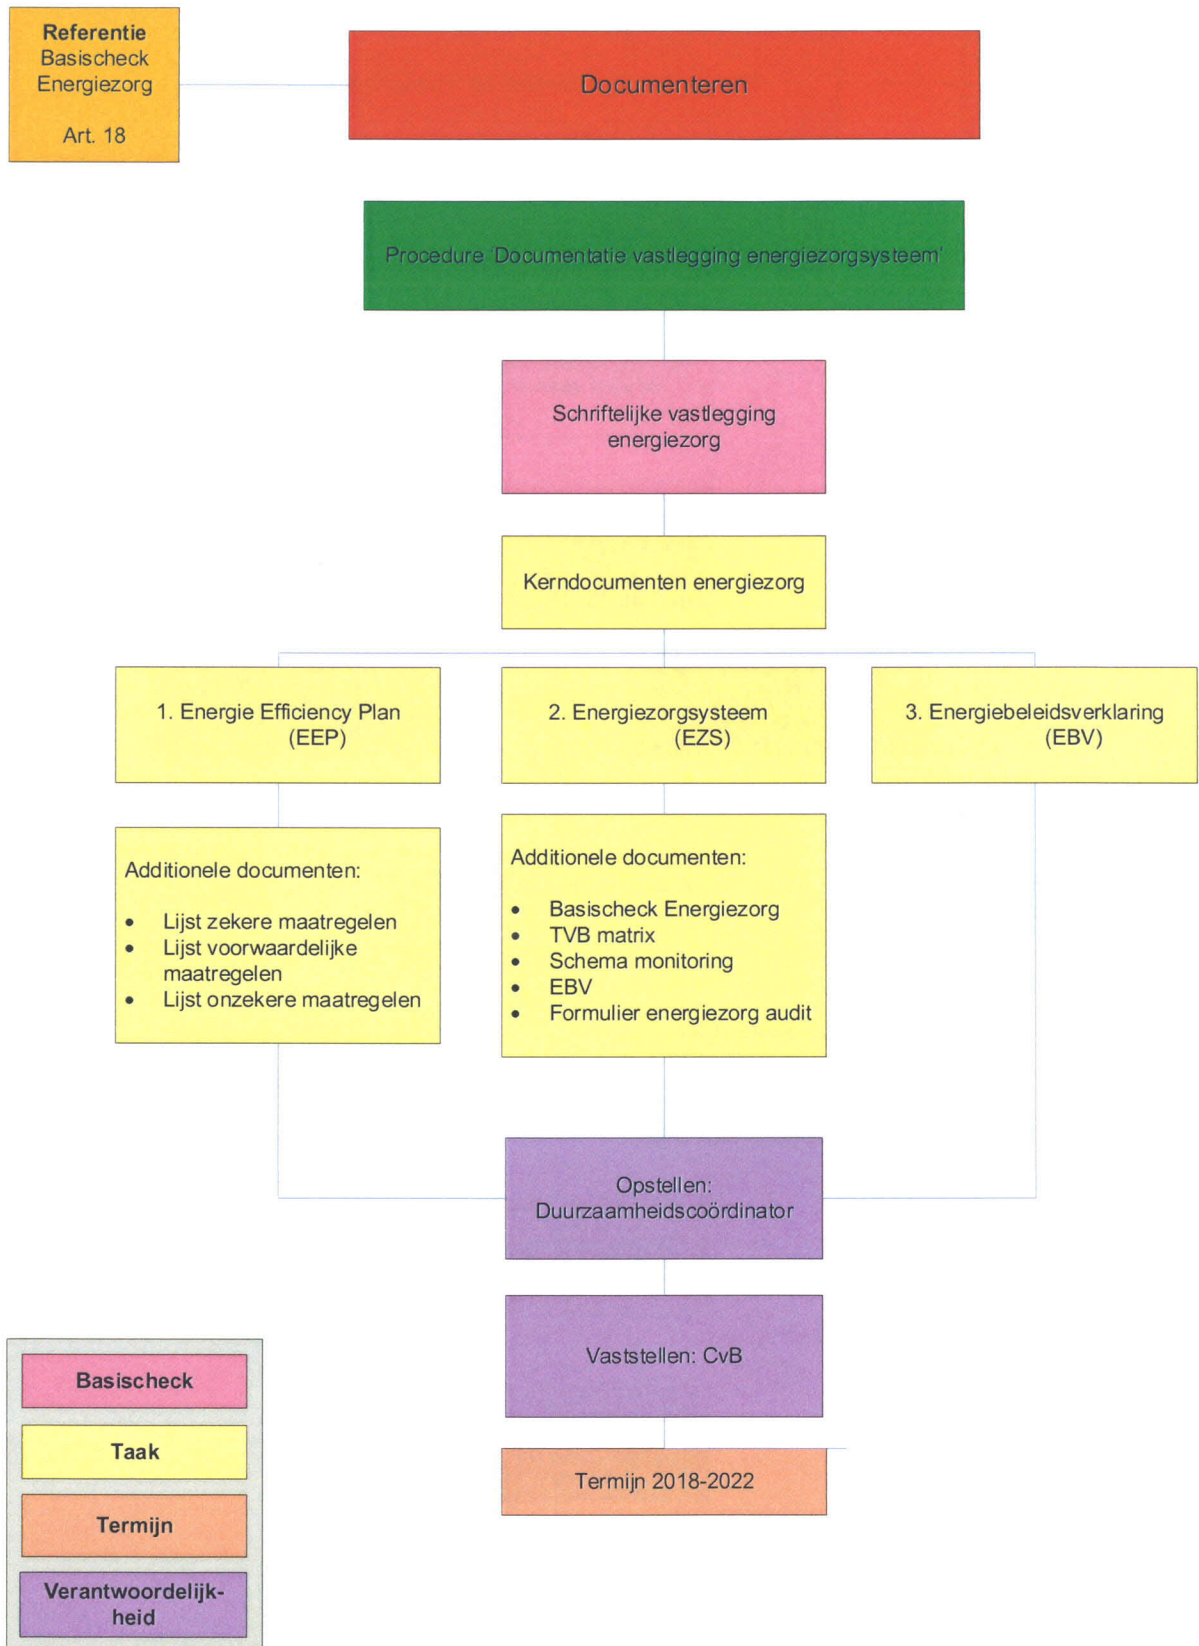 Referentie
Basischeck
Energiezorg
Art. 18
Documenteren
Procedure 'Documentatie vastlegging energiezorgsysteem'
Schriftelijke vastlegging
energiezorg
Kerndocumenten energiezorg
1. Energie Efficiency Plan
(EEP)
2. Energiezorgsysteem
(EZS)
3. Energiebeleidsverklaring
(EBV)
Additionele documenten:
• Lijst zekere maatregelen
• Lijst voorwaardelijke
maatregelen
• Lijst onzekere maatregelen
Additionele documenten:
• Basischeck Energiezorg
• TVB matrix
• Schema monitoring
• EBV
• Formulier energiezorg audit
Opstellen:
Duurzaamheidscoördinator
Vaststellen: CvB
Termijn 2018-2022
Basischeck
Taak
Termijn
Verantwoordelijk-
heid